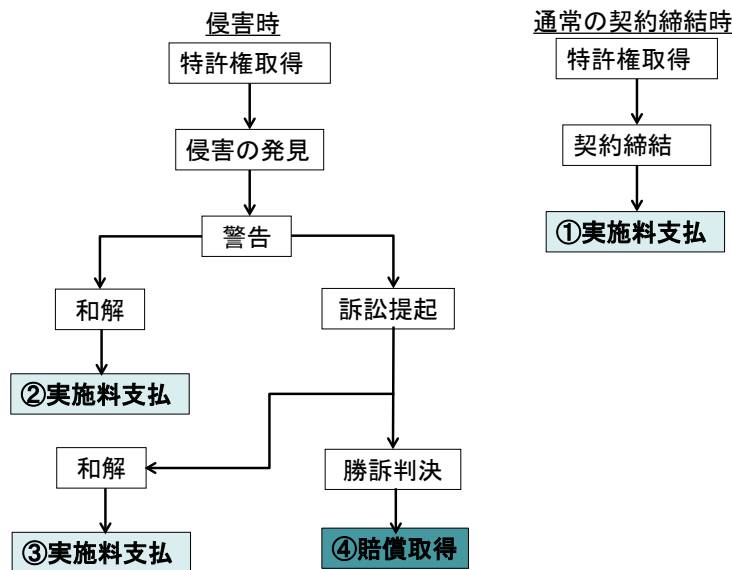 侵害時
通常の契約締結時
特許権取得
特許権取得
侵害の発見
契約締結
警告
①実施料支払
和解
訴訟提起
②実施料支払
和解
勝訴判決
③実施料支払
④賠償取得